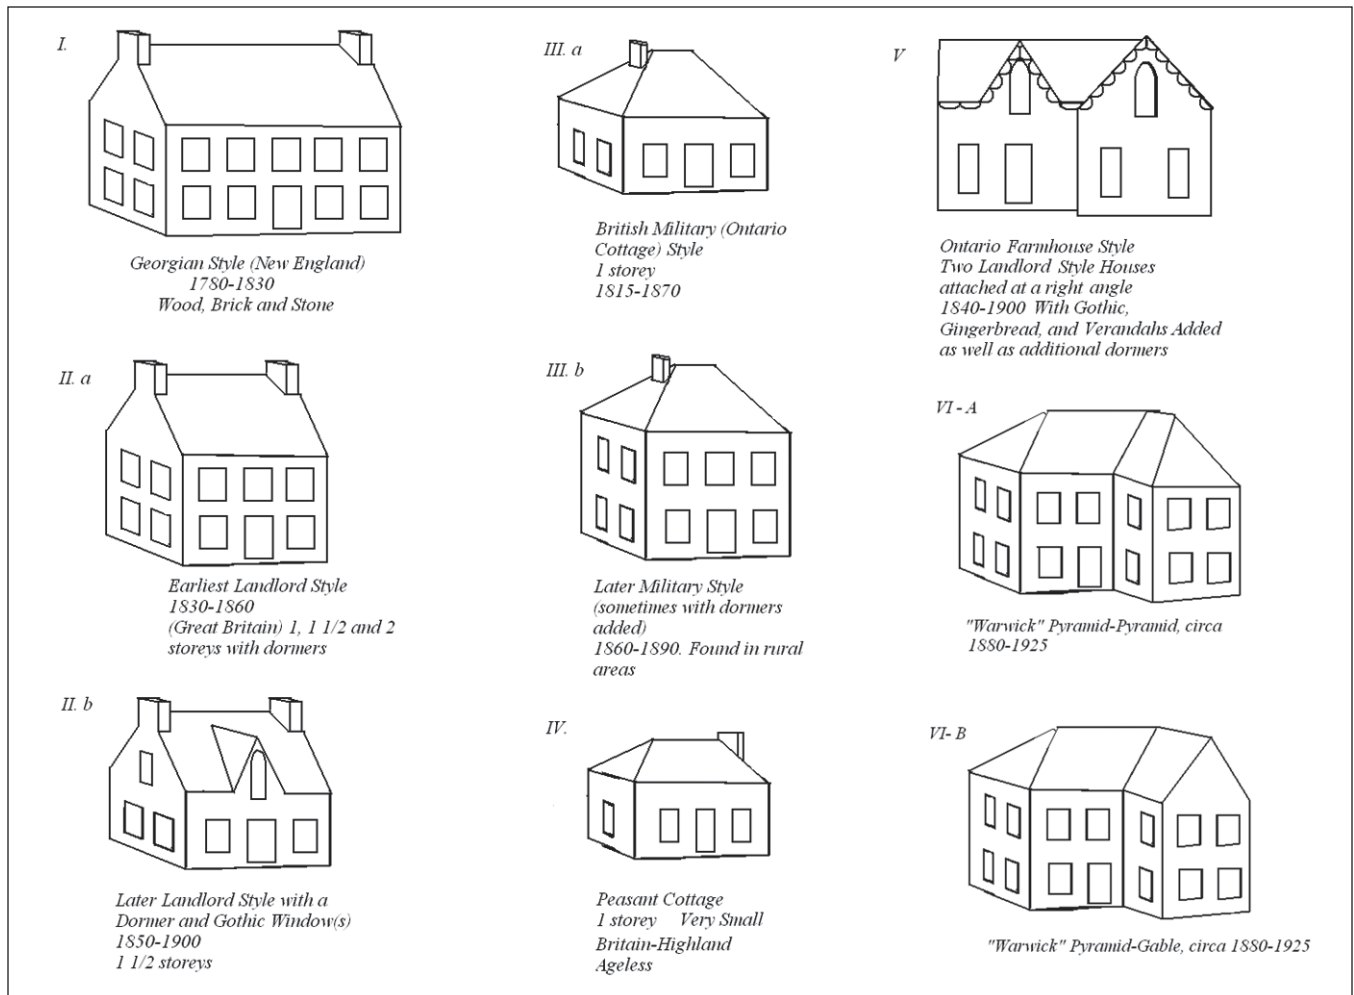 I.
Georgian Style (New England)
1780-1830
Wood, Brick and Stone
II. a
Earliest Landlord Style
1830-1860
(Great Britain) 1, 1 1/2 and 2
storeys with dormers
II. b
Later Landlord Style with a
Dormer and Gothic Window(s)
1850-1900
1 1/2 storeys
III. a
British Military (Ontario
Cottage) Style
1 storey
1815-1870
III. b
Later Military Style
(sometimes with dormers
added)
1860-1890. Found in rural
areas
IV.
Peasant Cottage
1 storey Very Small
Britain-Highland
Ageless
V
Ontario Farmhouse Style
Two Landlord Style Houses
attached at a right angle
1840-1900 With Gothic,
Gingerbread, and Verandahs Added
as well as additional dormers
VI - A
"Warwick" Pyramid-Pyramid, circa
1880-1925
VI- B
"Warwick" Pyramid-Gable, circa 1880-1925